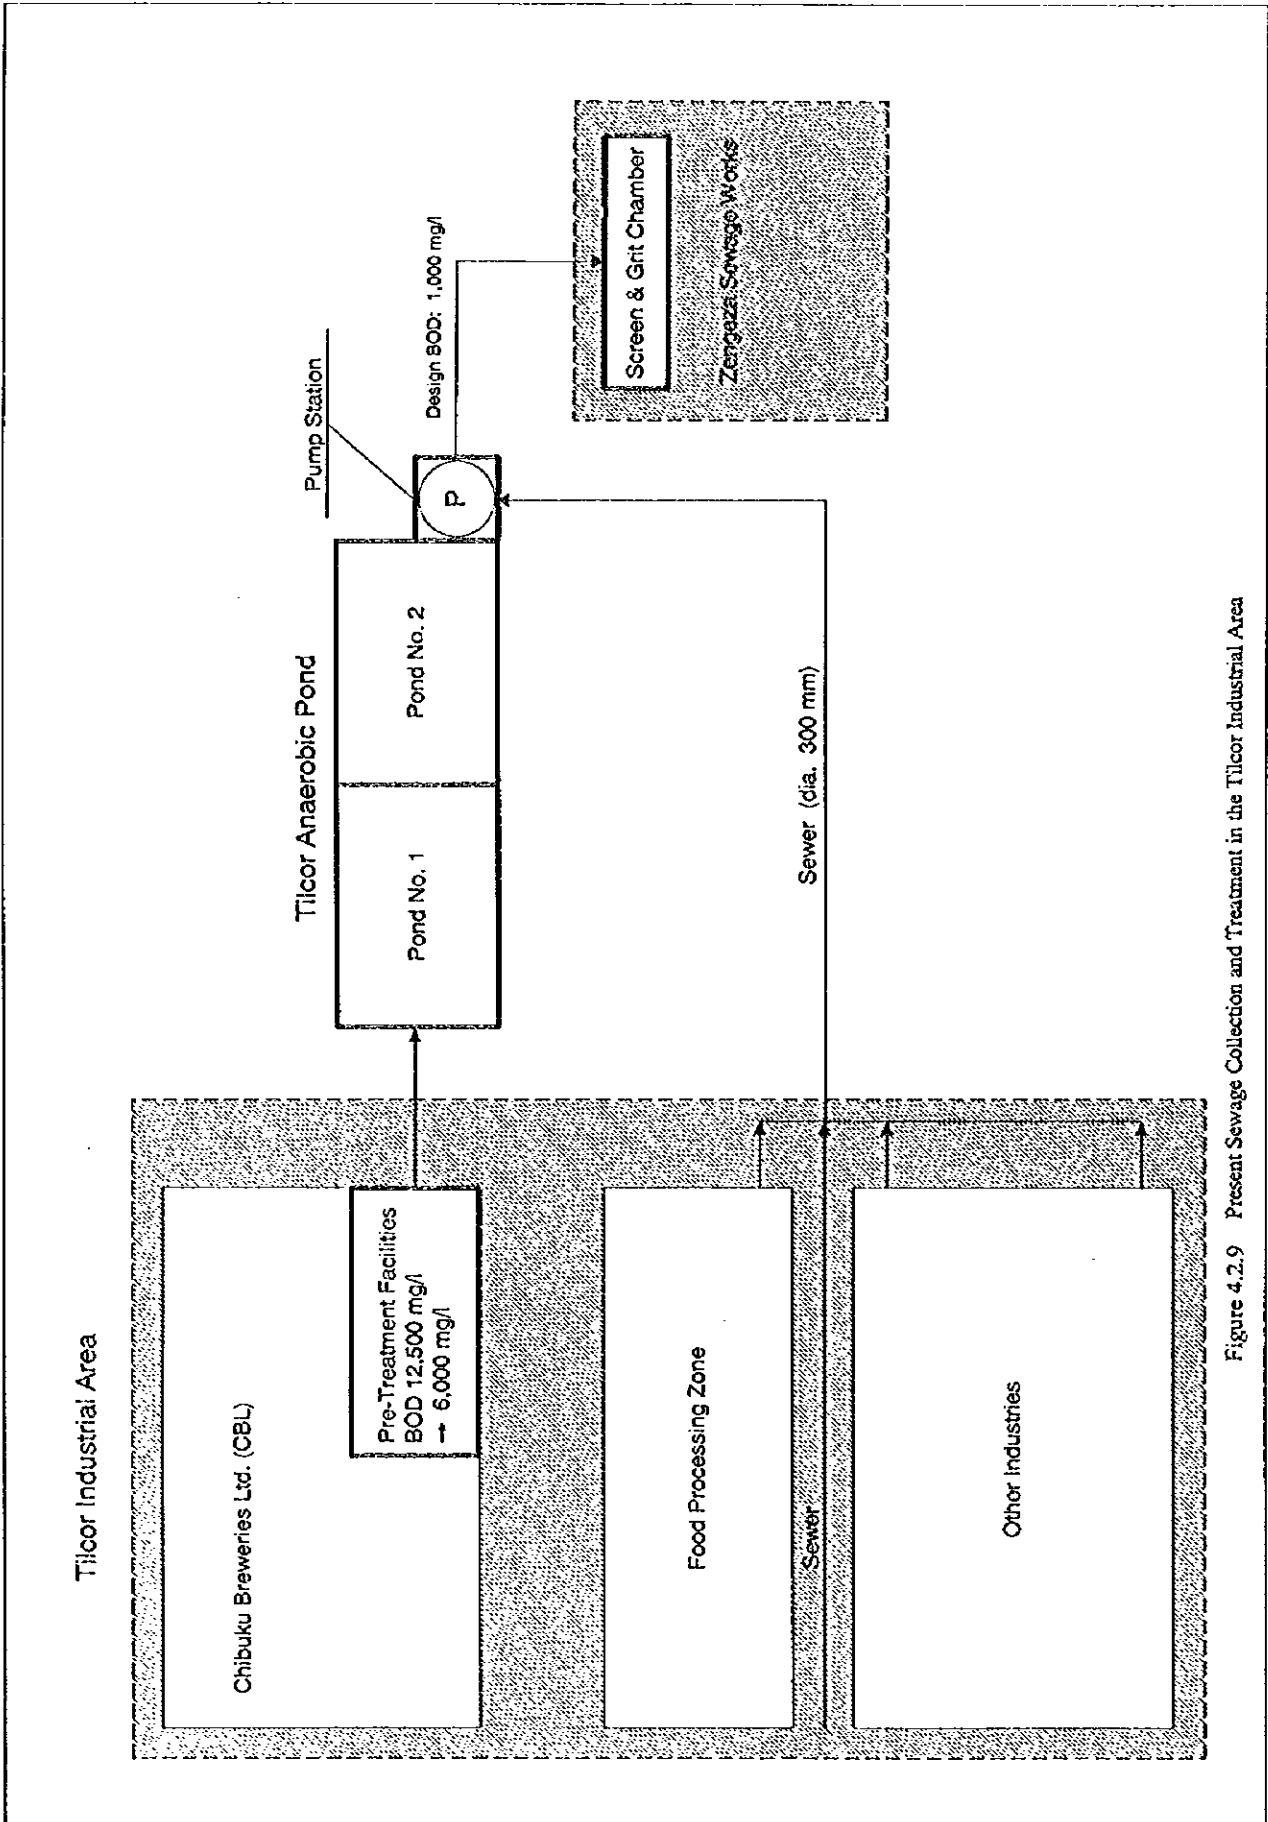 Tilcor Industrial Area
Chibuku Breweries Ltd. (CBL)
Pre-Treatment Facilities
BOD 12,500 mg/l
→ 6,000 mg/l
Food Processing Zone
Sewer
Other Industries
Tilcor Anaerobic Pond
Pond No. 1
Pond No. 2
Pump Station
P
Design BOD: 1,000 mg/l
Sewer (dia. 300 mm)
Screen & Grit Chamber
Zengeza Sewage Works
Figure 4.2.9 Present Sewage Collection and Treatment in the Tilcor Industrial Area